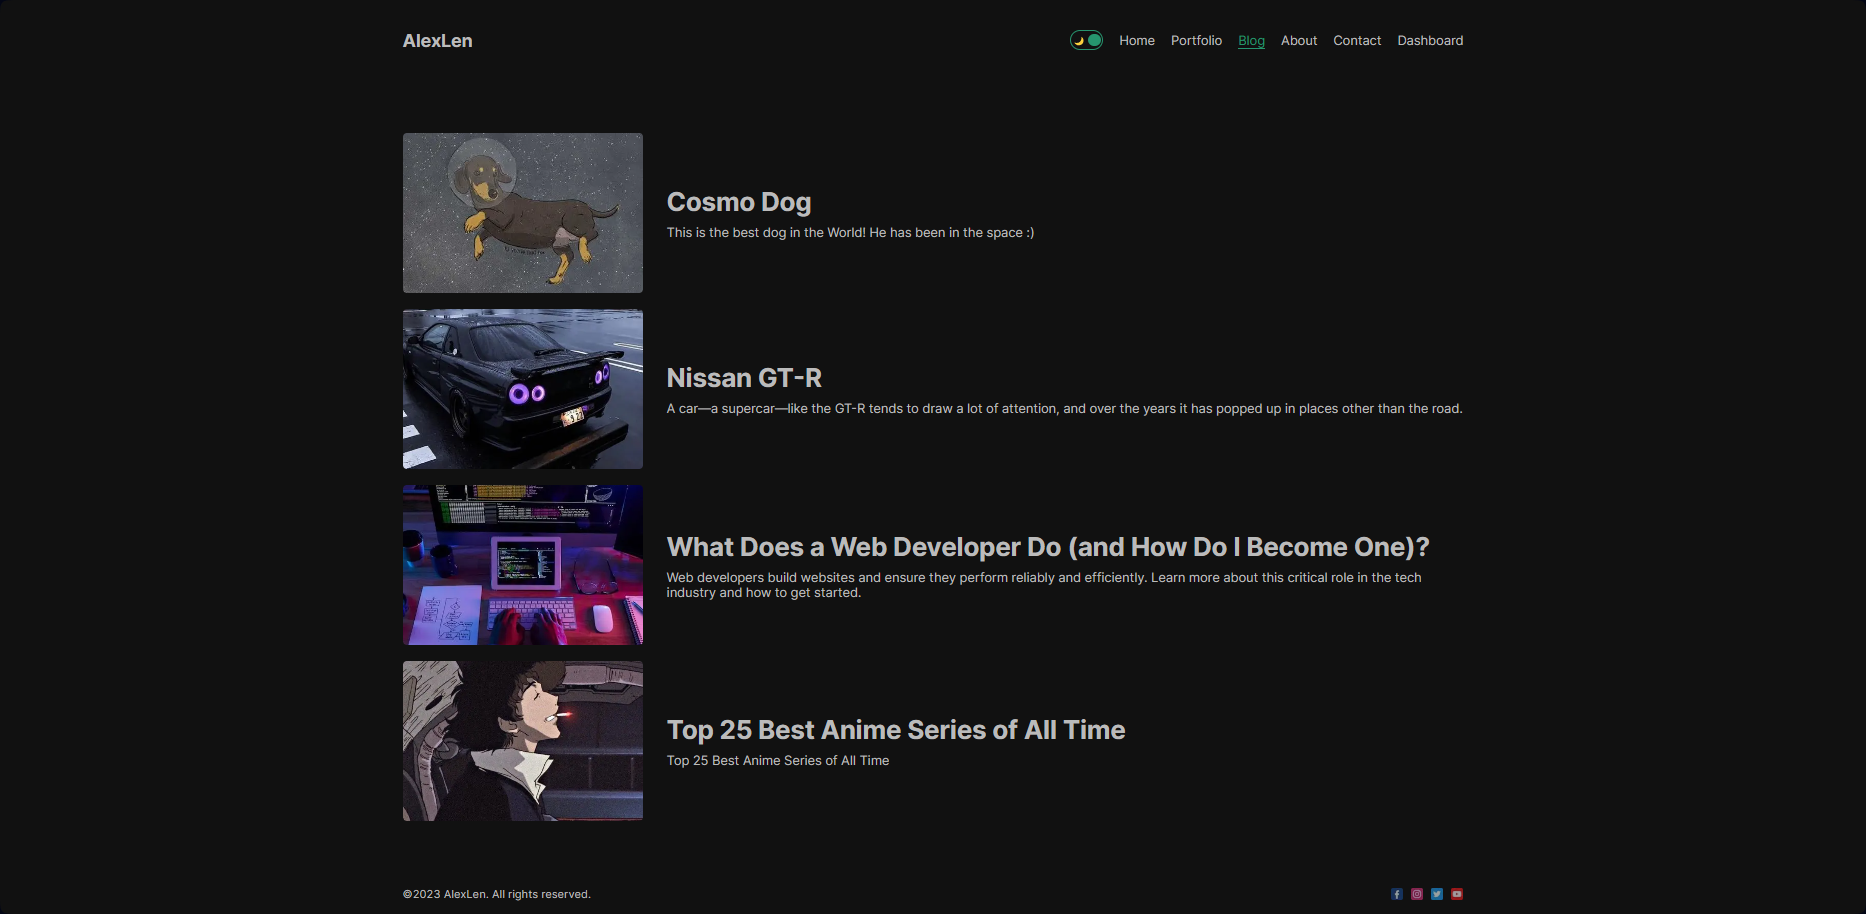 AlexLen
Home Portfolio Blog About Contact Dashboard
Cosmo Dog
This is the best dog in the World! He has been in the space :)
Nissan GT-R
A car—a supercar—like the GT-R tends to draw a lot of attention, and over the years it has popped up in places other than the road.
What Does a Web Developer Do (and How Do I Become One)?
Web developers build websites and ensure they perform reliably and efficiently. Learn more about this critical role in the tech
industry and how to get started.
Top 25 Best Anime Series of All Time
Top 25 Best Anime Series of All Time
©2023 AlexLen. All rights reserved.